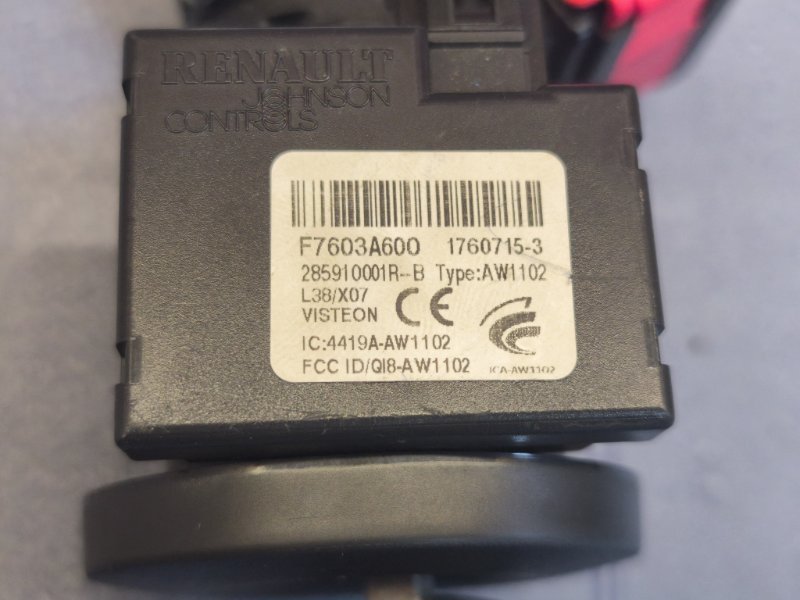 RENAULT
JOHNSON
CONTROLS
F7603A600 1760715-3
285910001R--B Type:AW1102
L38/X07 CE
VISTEON
IC:4419A-AW1102
FCC ID/QI8-AW1102
ICA-AW1102